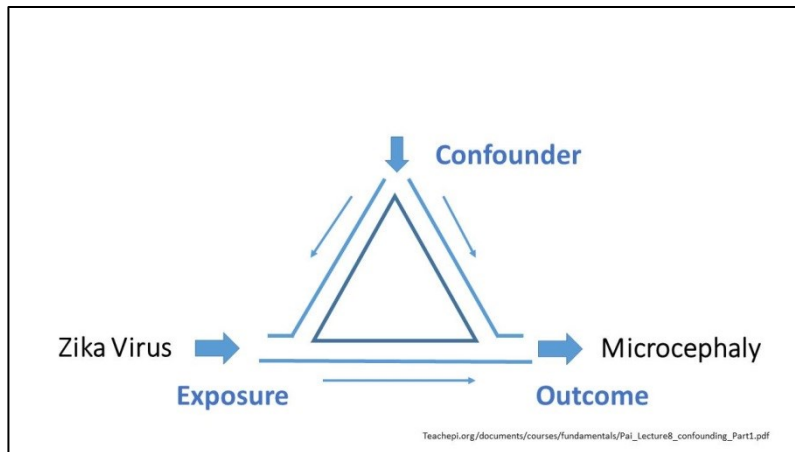 Confounder
Zika Virus
Microcephaly
Exposure
Outcome
Teachepi.org/documents/courses/fundamentals/Pai_Lecture8_confounding_Part1.pdf